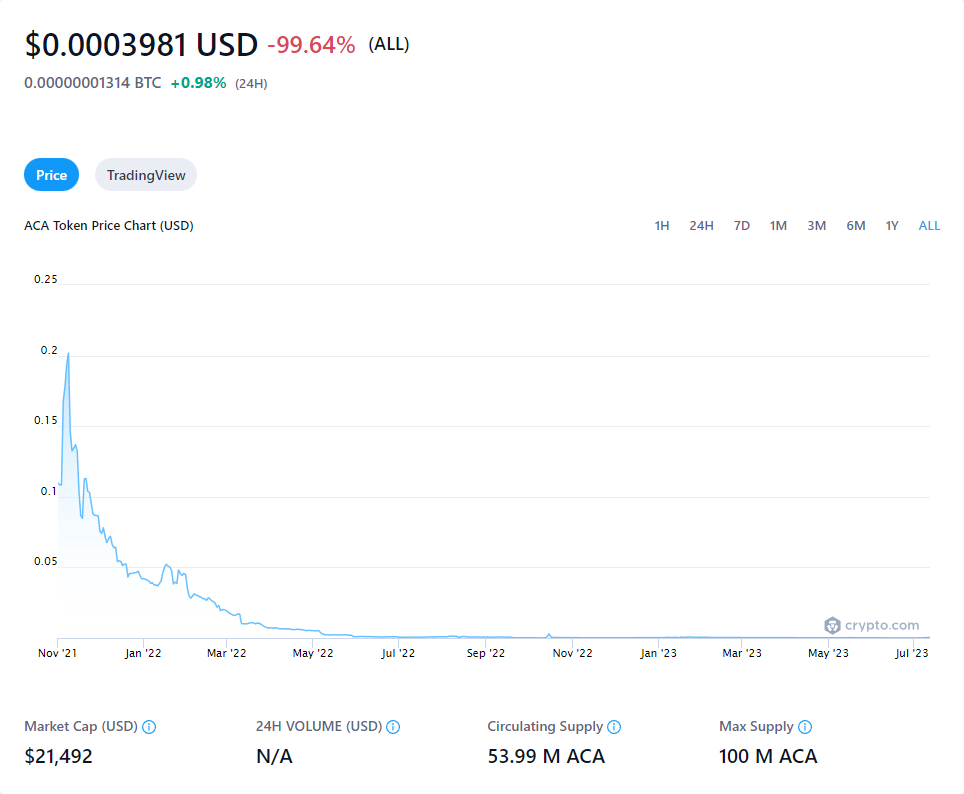 $0.0003981 USD -99.64% (ALL)
0.00000001314 BTC +0.98% (24H)
Price TradingView
ACA Token Price Chart (USD) 1H 24H 7D 1M 3M 6M 1Y ALL
0.25
0.2
0.15
0.1
0.05
crypto.com
Nov '21 Jan '22 Mar '22 May '22 Jul '22 Sep '22 Nov '22 Jan '23 Mar '23 May '23 Jul '23
Market Cap (USD) 24H VOLUME (USD) Circulating Supply Max Supply
$21,492 N/A 53.99 M ACA 100 M ACA